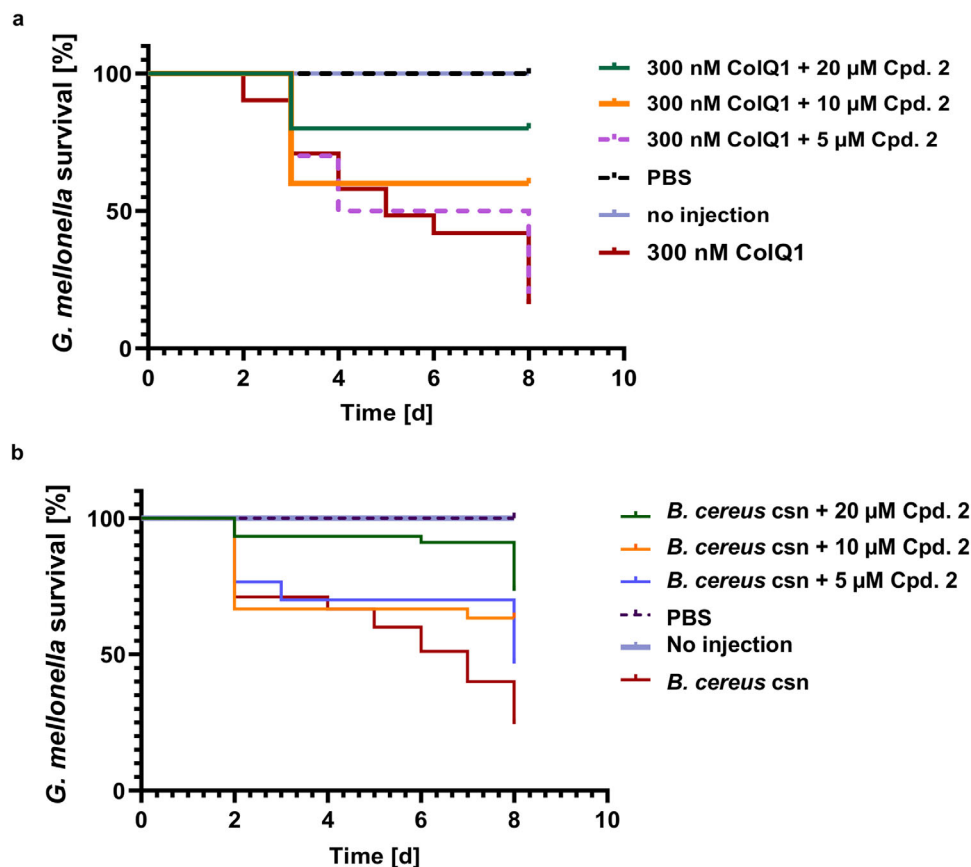 a
G. mellonella survival [%]
100
50
0
0 2 4 6 8 10
Time [d]
300 nM ColQ1 + 20 µM Cpd. 2
300 nM ColQ1 + 10 µM Cpd. 2
300 nM ColQ1 + 5 µM Cpd. 2
PBS
no injection
300 nM ColQ1
b
G. mellonella survival [%]
100
50
0
0 2 4 6 8 10
Time [d]
B. cereus csn + 20 µM Cpd. 2
B. cereus csn + 10 µM Cpd. 2
B. cereus csn + 5 µM Cpd. 2
PBS
No injection
B. cereus csn